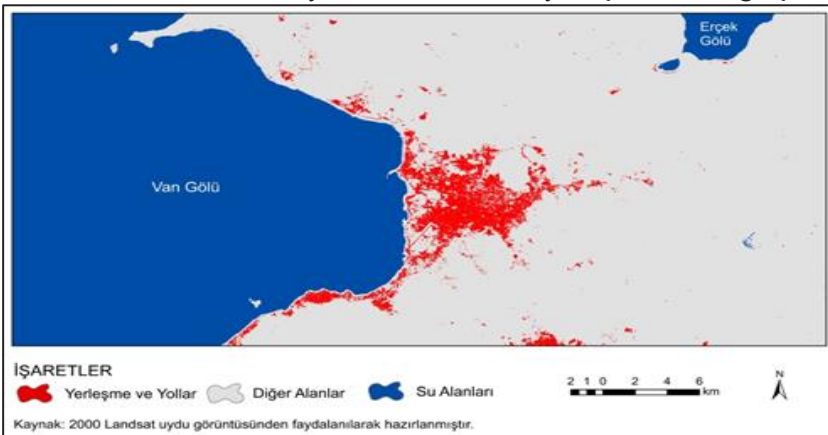 Erçek
Gölü
Van Gölü
İŞARETLER
Yerleşme ve Yollar Diğer Alanlar Su Alanları
2 1 0 2 4 6
km
N
Kaynak: 2000 Landsat uydu görüntüsünden faydalanılarak hazırlanmıştır.